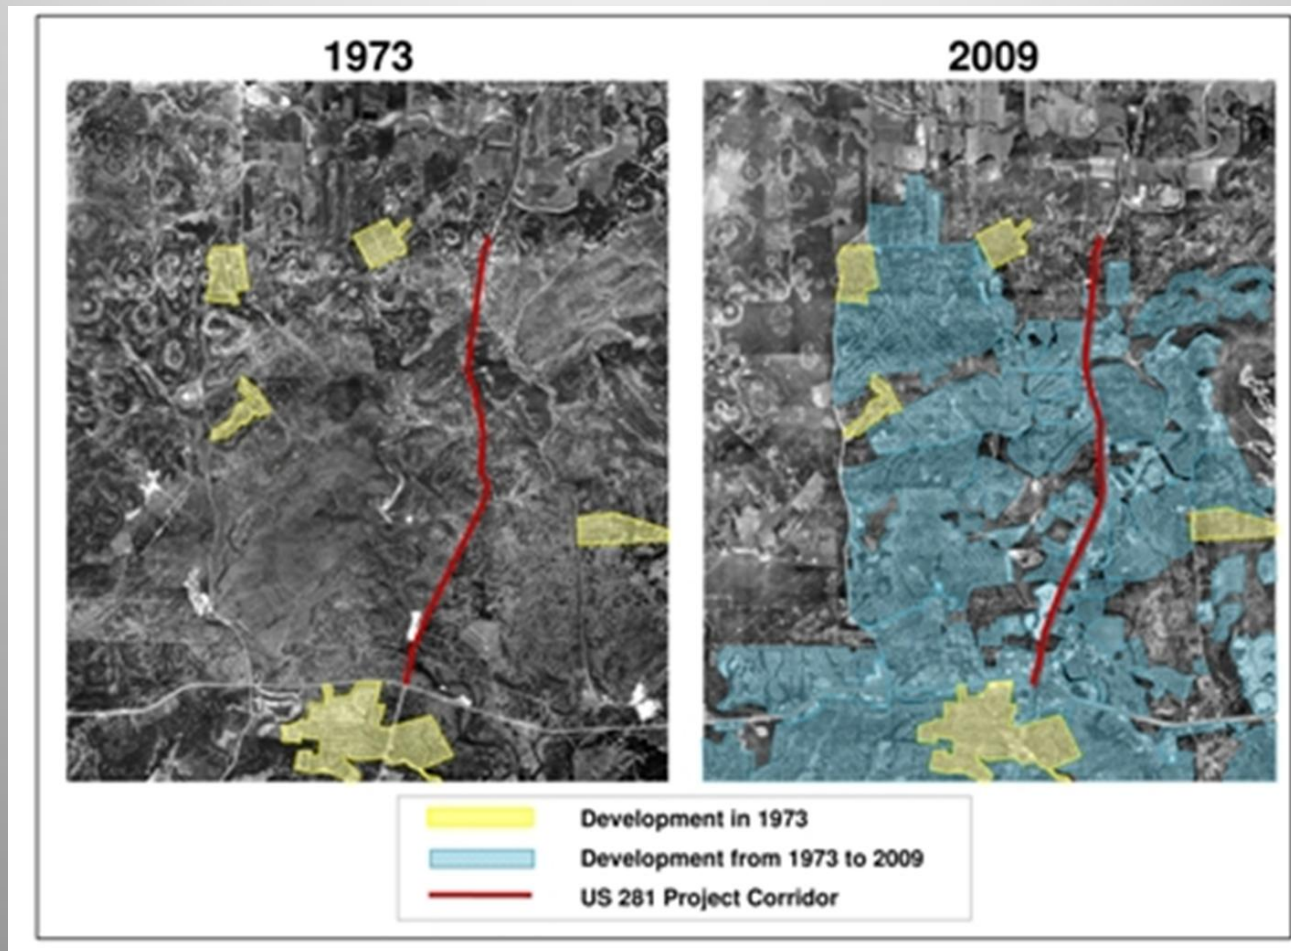 1973
2009
Development in 1973
Development from 1973 to 2009
US 281 Project Corridor